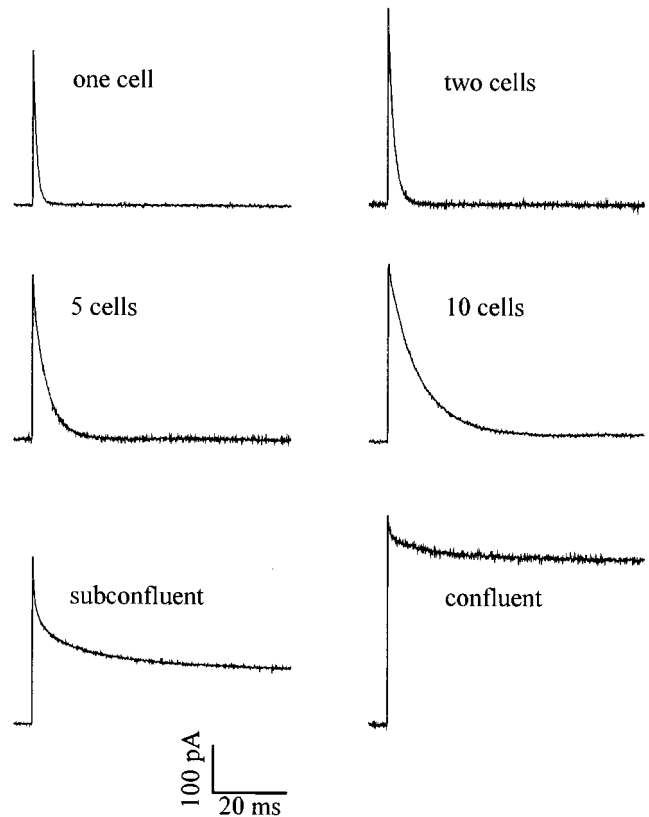 one cell
two cells
5 cells
10 cells
subconfluent
confluent
100 pA
20 ms